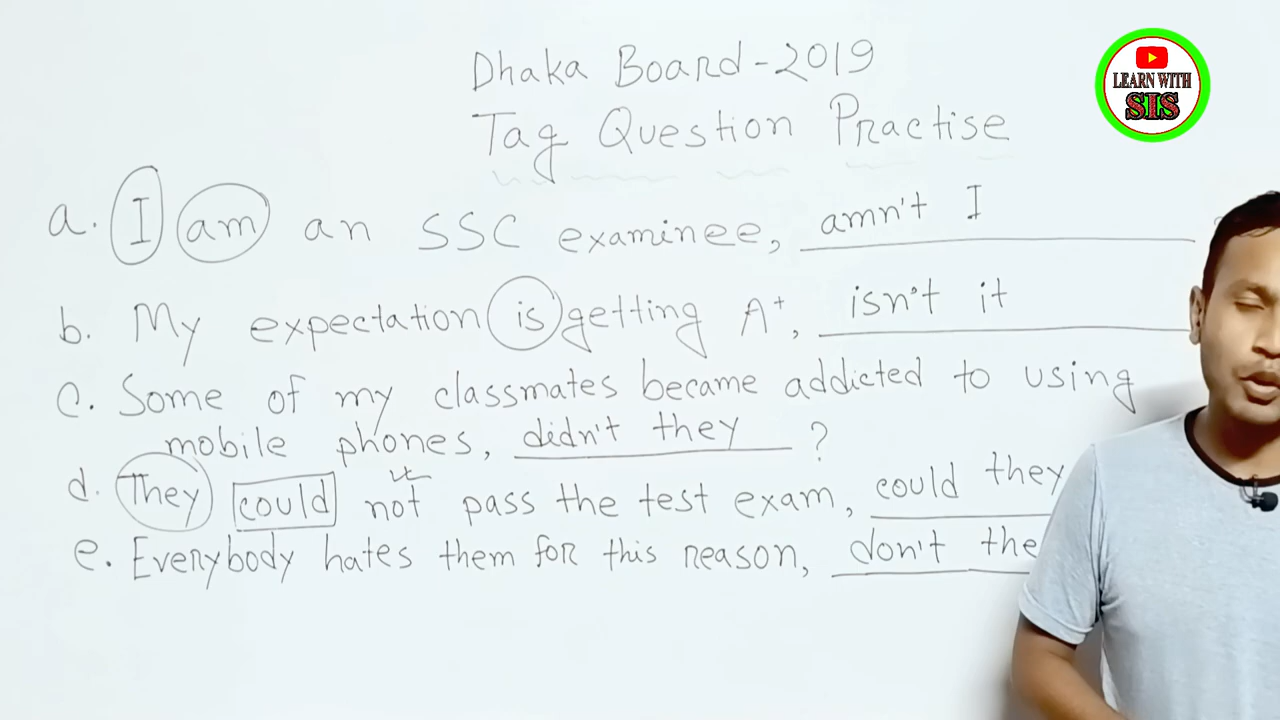 Dhaka Board-2019
LEARN WITH
SIS
Tag Question Practise
a. I am an SSC examinee, amn't I
b. My expectation is getting A+, isn't it
c. Some of my classmates became addicted to using
mobile phones, didn't they ?
d. They could not pass the test exam, could they
e. Everybody hates them for this reason, don't the